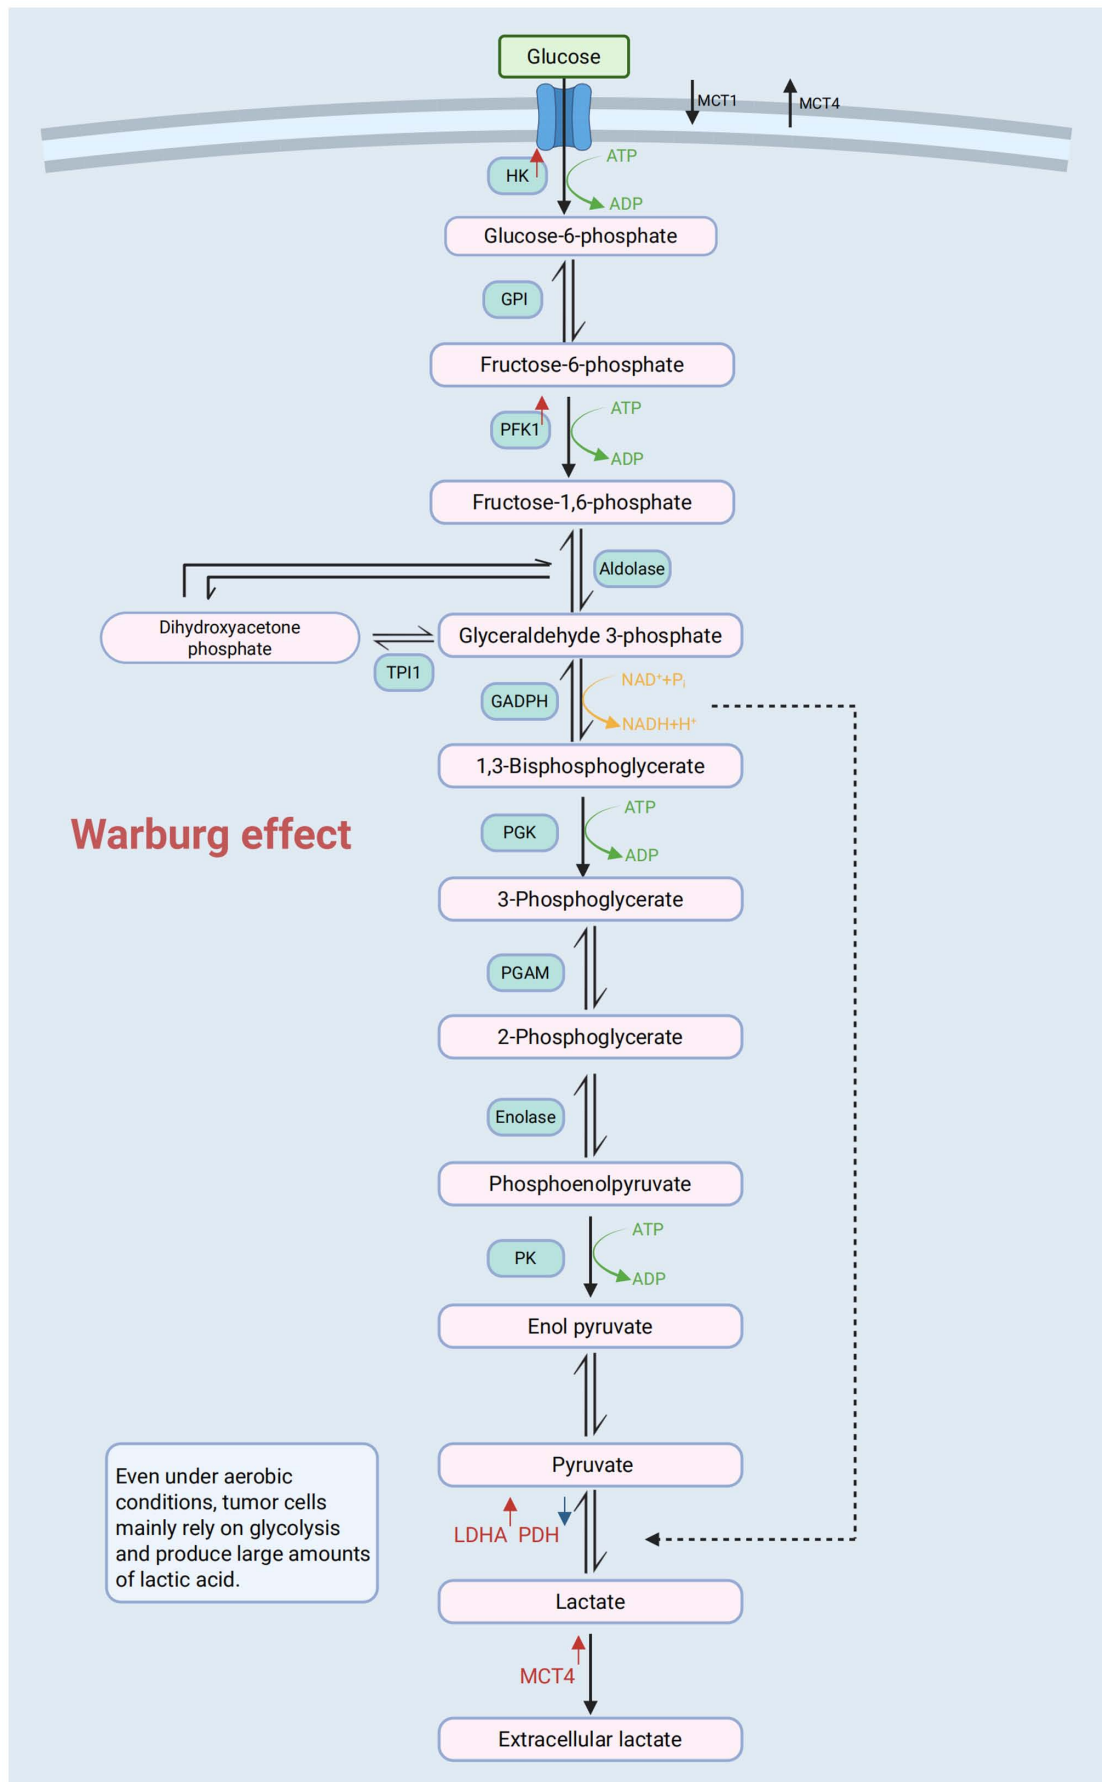 Glucose
MCT1
MCT4
HK
ATP
ADP
Glucose-6-phosphate
GPI
Fructose-6-phosphate
PFK1
ATP
ADP
Fructose-1,6-phosphate
Aldolase
Dihydroxyacetone
phosphate
Glyceraldehyde 3-phosphate
TPI1
GADPH
NAD⁺+Pᵢ
NADH+H⁺
1,3-Bisphosphoglycerate
Warburg effect
PGK
ATP
ADP
3-Phosphoglycerate
PGAM
2-Phosphoglycerate
Enolase
Phosphoenolpyruvate
PK
ATP
ADP
Enol pyruvate
Pyruvate
Even under aerobic
conditions, tumor cells
mainly rely on glycolysis
and produce large amounts
of lactic acid.
LDHA PDH
Lactate
MCT4
Extracellular lactate